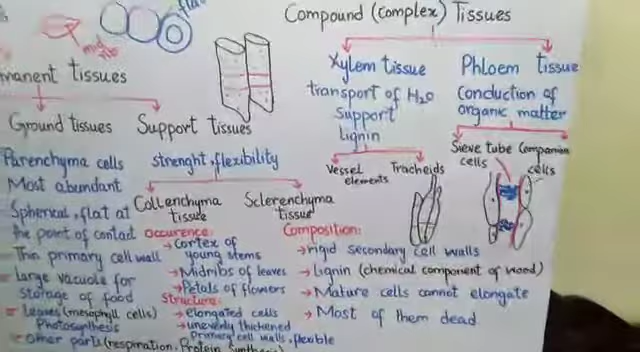 Compound (complex) Tissues
manent tissues
Xylem tissue
transport of H2O
support
lignin
Phloem tissue
Conduction of
organic matter
Ground tissues
Support tissues
Vessel
elements
Tracheids
Sieve tube
cells
Companion
cells
Parenchyma cells
Most abundant
Spherical, flat at
the point of contact
Thin primary cell wall
Large vacuole for
storage of food
Leaves (mesophyll cells)
Photosynthesis
Other parts (respiration, Protein Synthesis)
strenght, flexibility
Collenchyma
tissue
Sclerenchyma
tissue
Occurence:
Cortex of
young stems
Midribs of leaves
Petals of flowers
Structure:
elongated cells
unevenly thickened
primary cell walls, flexible
Composition:
rigid secondary cell walls
Lignin (chemical component of wood)
Mature cells cannot elongate
Most of them dead